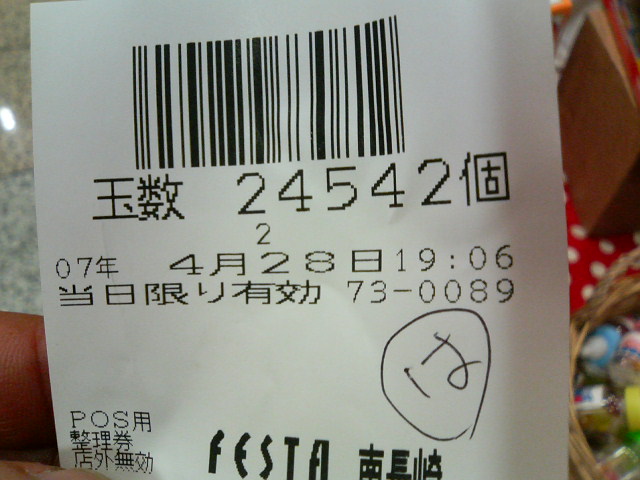 玉数 24542個
2
07年 4月28日19:06
当日限り有効 73-0089
は
POS用
整理券
店外無効
FESTA 南長崎